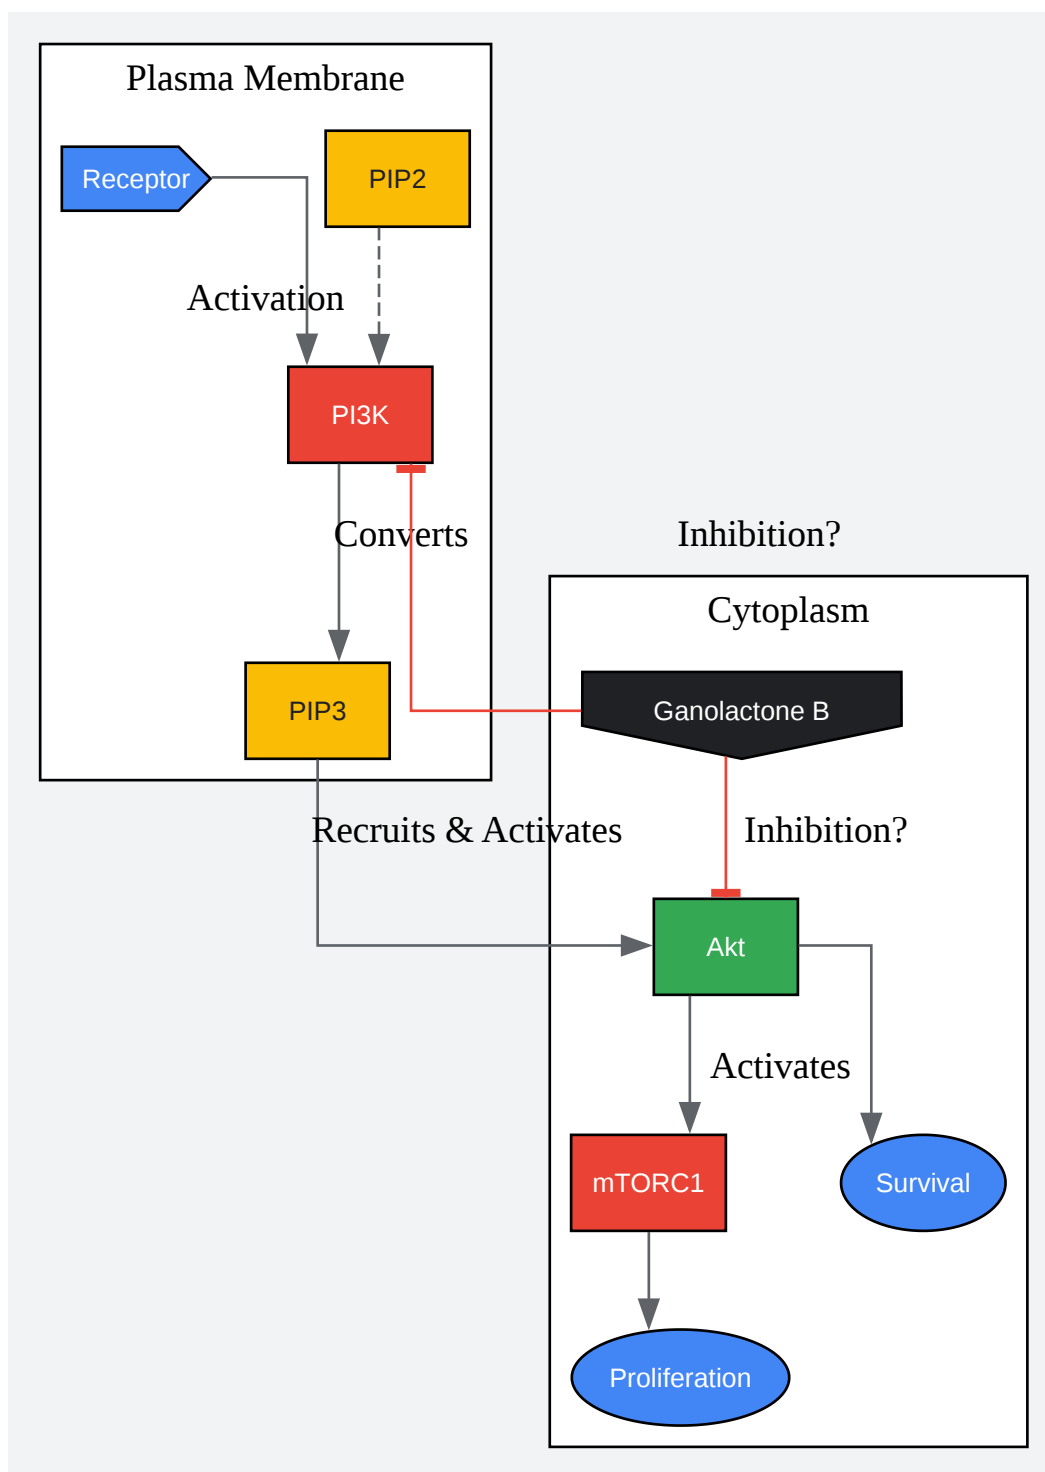 Plasma Membrane
Receptor
PIP2
Activation
PI3K
Converts
Inhibition?
Cytoplasm
PIP3
Ganolactone B
Recruits & Activates
Inhibition?
Akt
Activates
mTORC1
Survival
Proliferation